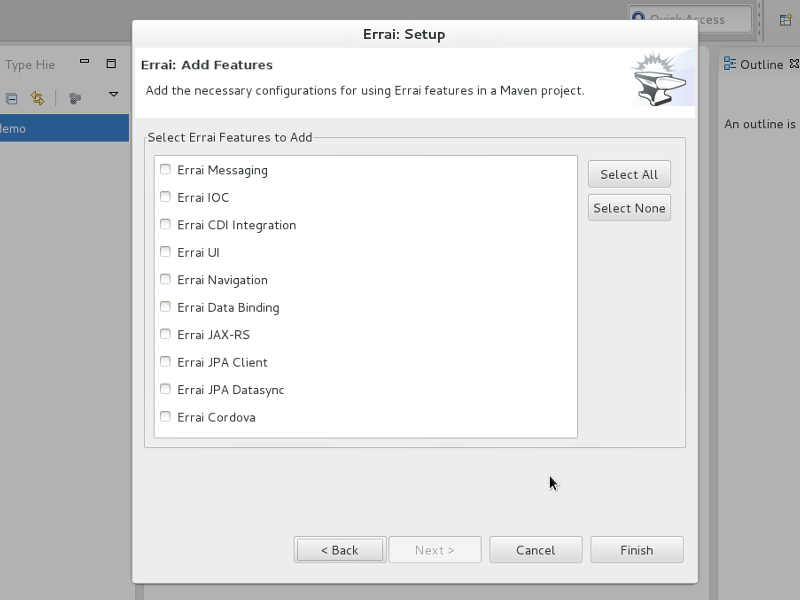 Quick Access
Errai: Setup
Type Hie
Outline
Errai: Add Features
Add the necessary configurations for using Errai features in a Maven project.
demo
An outline is
Select Errai Features to Add
Errai Messaging
Errai IOC
Errai CDI Integration
Errai UI
Errai Navigation
Errai Data Binding
Errai JAX-RS
Errai JPA Client
Errai JPA Datasync
Errai Cordova
Select All
Select None
< Back
Next >
Cancel
Finish